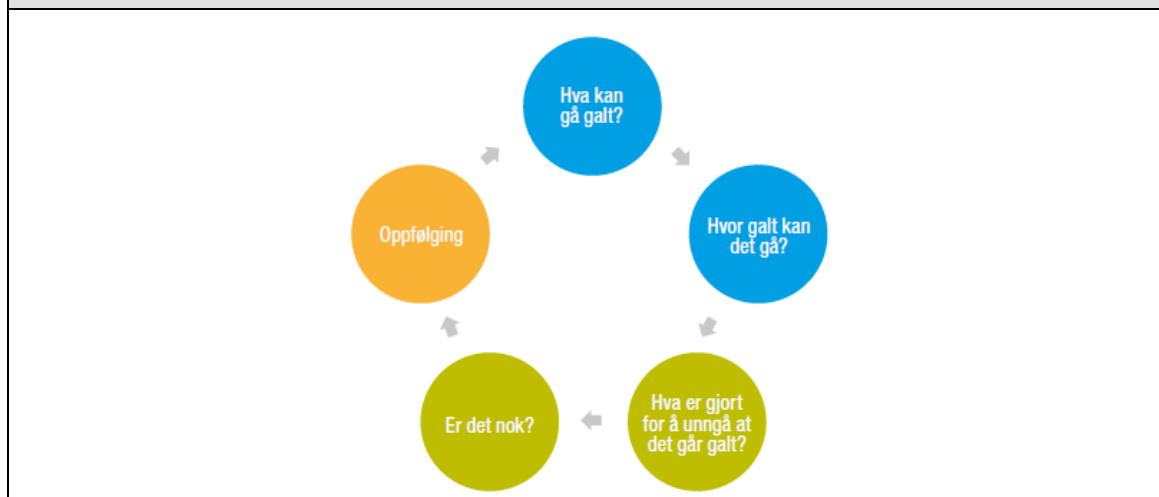 Hva kan
gå galt?
Hvor galt kan
det gå?
Hva er gjort
for å unngå at
det går galt?
Er det nok?
Oppfølging